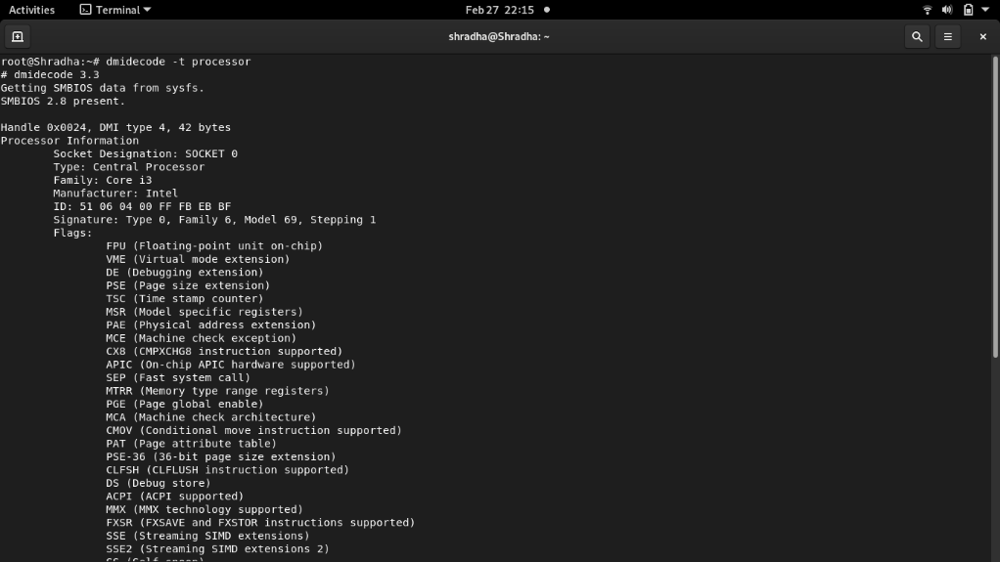 Activities Terminal Feb 27 22:15
shradha@Shradha: ~
root@Shradha:~# dmidecode -t processor
# dmidecode 3.3
Getting SMBIOS data from sysfs.
SMBIOS 2.8 present.
Handle 0x0024, DMI type 4, 42 bytes
Processor Information
Socket Designation: SOCKET 0
Type: Central Processor
Family: Core i3
Manufacturer: Intel
ID: 51 06 04 00 FF FB EB BF
Signature: Type 0, Family 6, Model 69, Stepping 1
Flags:
FPU (Floating-point unit on-chip)
VME (Virtual mode extension)
DE (Debugging extension)
PSE (Page size extension)
TSC (Time stamp counter)
MSR (Model specific registers)
PAE (Physical address extension)
MCE (Machine check exception)
CX8 (CMPXCHG8 instruction supported)
APIC (On-chip APIC hardware supported)
SEP (Fast system call)
MTRR (Memory type range registers)
PGE (Page global enable)
MCA (Machine check architecture)
CMOV (Conditional move instruction supported)
PAT (Page attribute table)
PSE-36 (36-bit page size extension)
CLFSH (CLFLUSH instruction supported)
DS (Debug store)
ACPI (ACPI supported)
MMX (MMX technology supported)
FXSR (FXSAVE and FXSTOR instructions supported)
SSE (Streaming SIMD extensions)
SSE2 (Streaming SIMD extensions 2)